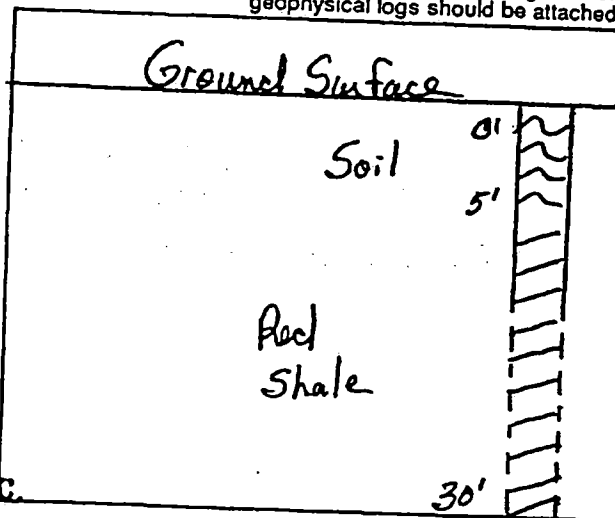 geophysical logs should be attached
Ground Surface
0'
Soil
5'
Red
Shale
30'